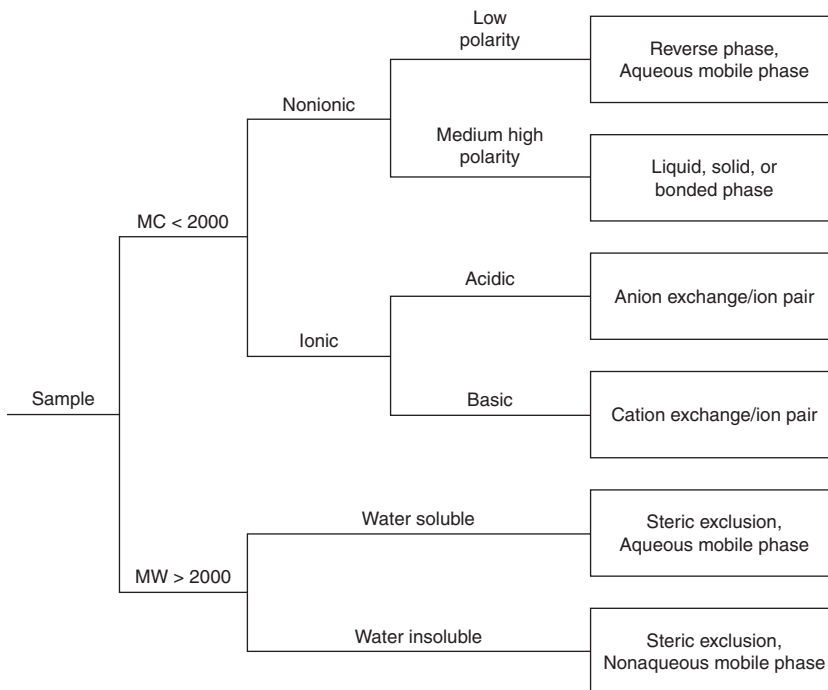 Low
polarity
Reverse phase,
Aqueous mobile phase
Nonionic
Medium high
polarity
Liquid, solid, or
bonded phase
MC < 2000
Acidic
Anion exchange/ion pair
Ionic
Sample
Basic
Cation exchange/ion pair
Water soluble
Steric exclusion,
Aqueous mobile phase
MW > 2000
Water insoluble
Steric exclusion,
Nonaqueous mobile phase